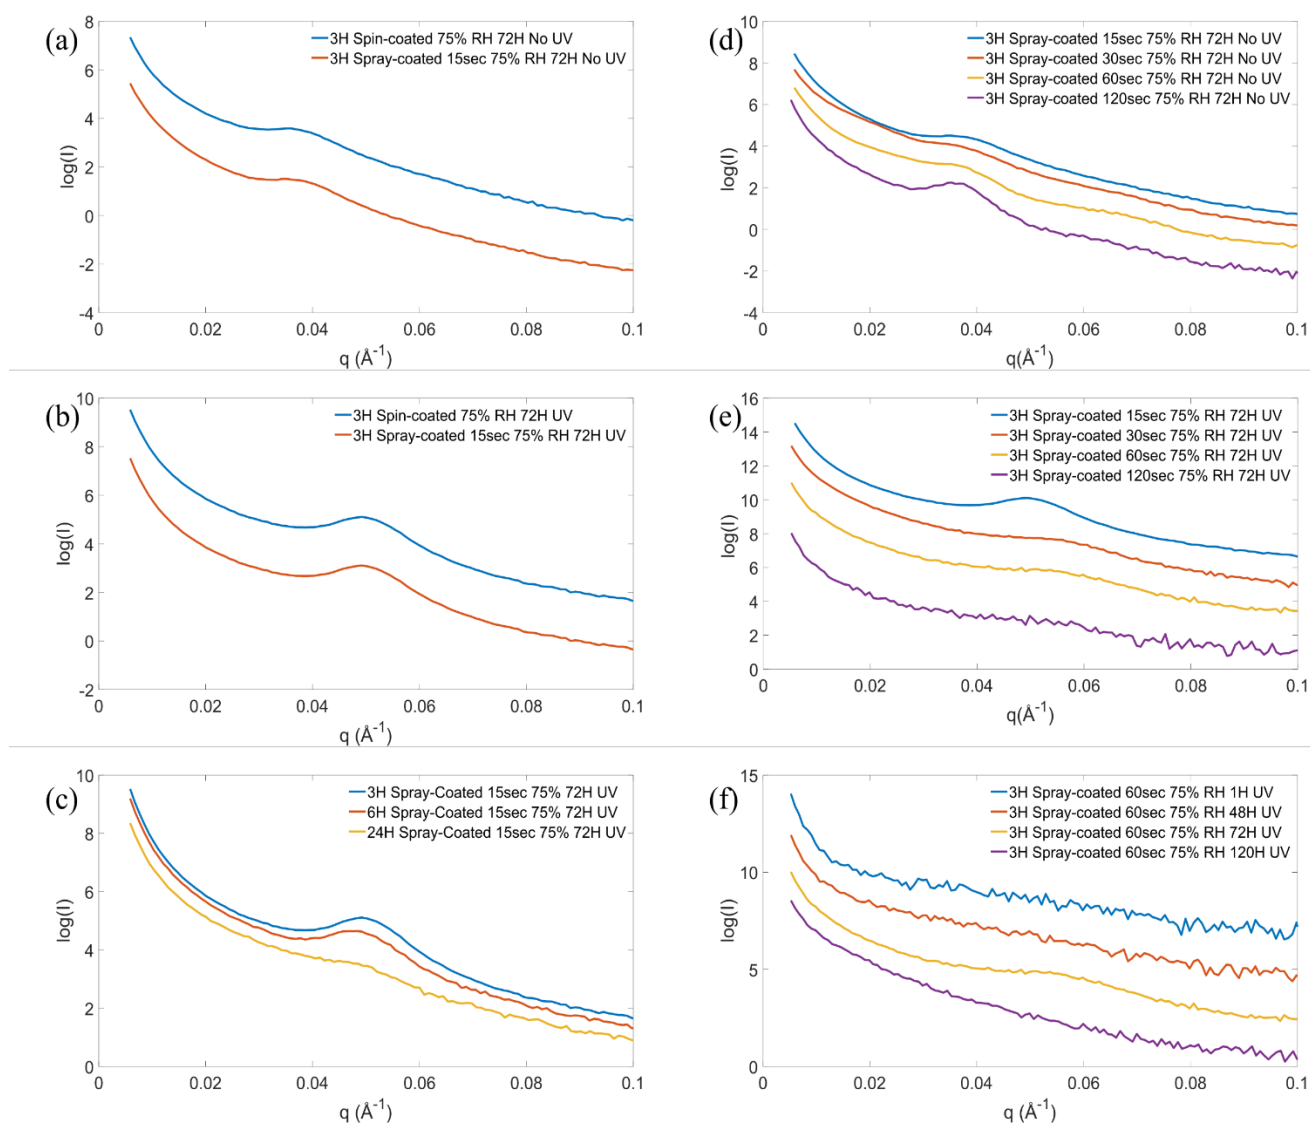 (a)
3H Spin-coated 75% RH 72H No UV
3H Spray-coated 15sec 75% RH 72H No UV
log(I)
8
6
4
2
0
-2
-4
0
0.02
0.04
0.06
0.08
0.1
q (Å-1)
(d)
3H Spray-coated 15sec 75% RH 72H No UV
3H Spray-coated 30sec 75% RH 72H No UV
3H Spray-coated 60sec 75% RH 72H No UV
3H Spray-coated 120sec 75% RH 72H No UV
log(I)
10
8
6
4
2
0
-2
-4
0
0.02
0.04
0.06
0.08
0.1
q(Å-1)
(b)
3H Spin-coated 75% RH 72H UV
3H Spray-coated 15sec 75% RH 72H UV
log(I)
10
8
6
4
2
0
-2
0
0.02
0.04
0.06
0.08
0.1
q (Å-1)
(e)
3H Spray-coated 15sec 75% RH 72H UV
3H Spray-coated 30sec 75% RH 72H UV
3H Spray-coated 60sec 75% RH 72H UV
3H Spray-coated 120sec 75% RH 72H UV
log(I)
16
14
12
10
8
6
4
2
0
0
0.02
0.04
0.06
0.08
0.1
q(Å-1)
(c)
3H Spray-Coated 15sec 75% 72H UV
6H Spray-Coated 15sec 75% 72H UV
24H Spray-Coated 15sec 75% 72H UV
log(I)
10
8
6
4
2
0
0
0.02
0.04
0.06
0.08
0.1
q (Å-1)
(f)
3H Spray-coated 60sec 75% RH 1H UV
3H Spray-coated 60sec 75% RH 48H UV
3H Spray-coated 60sec 75% RH 72H UV
3H Spray-coated 60sec 75% RH 120H UV
log(I)
15
10
5
0
0
0.02
0.04
0.06
0.08
0.1
q (Å-1)